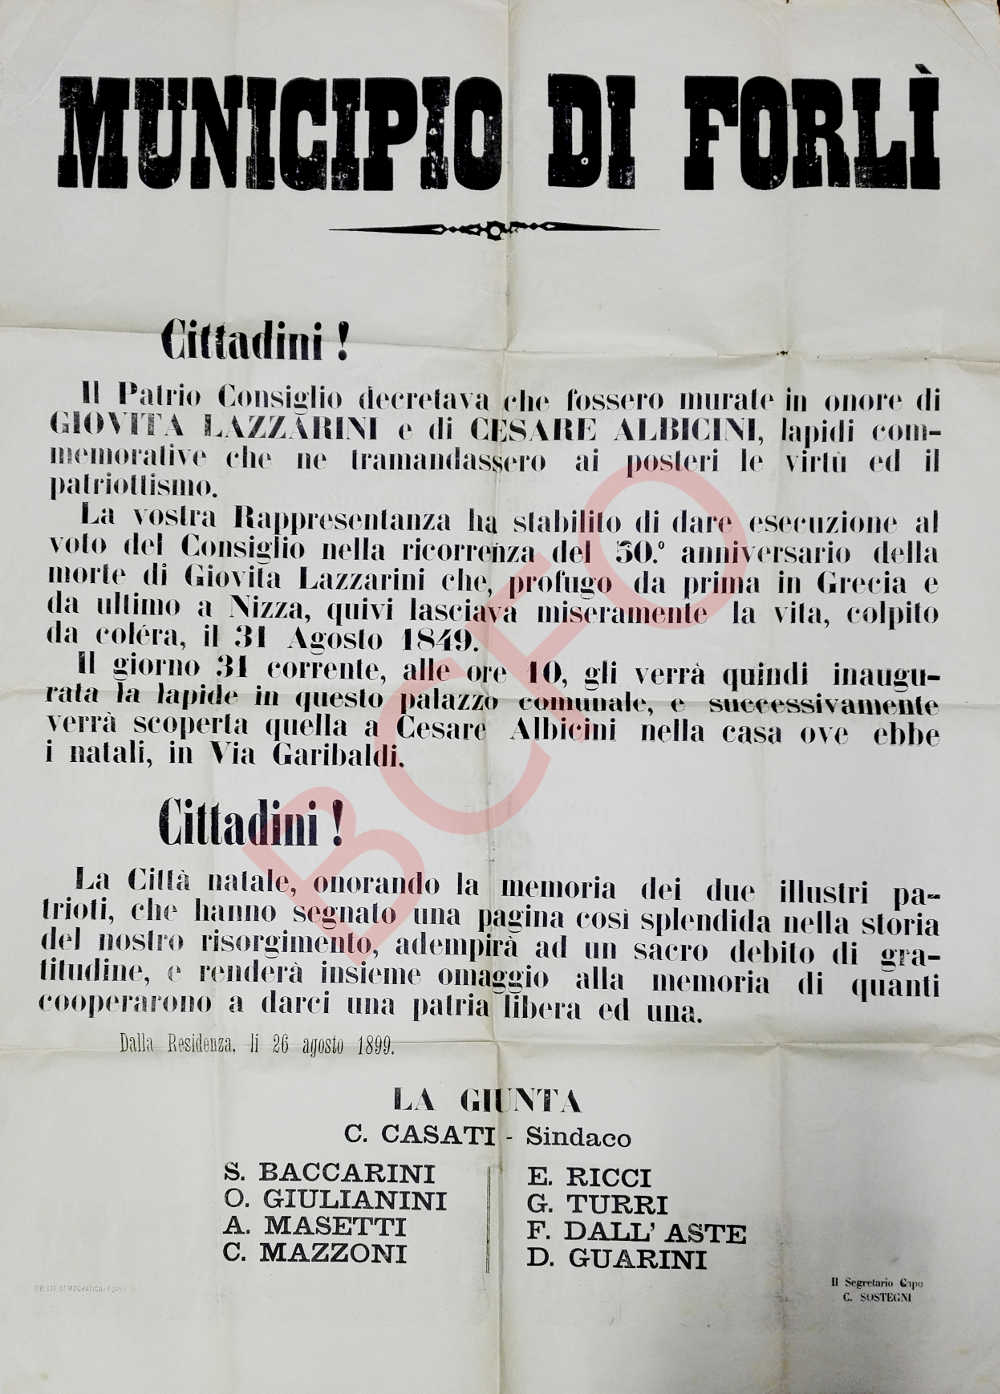 MUNICIPIO DI FORLÌ
Cittadini !
Il Patrio Consiglio decretava che fossero murate in onore di
GIOVITA LAZZARINI e di CESARE ALBICINI, lapidi com-
memorative che ne tramandassero ai posteri le virtù ed il
patriottismo.
La vostra Rappresentanza ha stabilito di dare esecuzione al
voto del Consiglio nella ricorrenza del 50.° anniversario della
morte di Giovita Lazzarini che, profugo da prima in Grecia e
da ultimo a Nizza, quivi lasciava miseramente la vita, colpito
da coléra, il 31 Agosto 1849.
Il giorno 31 corrente, alle ore 10, gli verrà quindi inaugu-
rata la lapide in questo palazzo comunale, e successivamente
verrà scoperta quella a Cesare Albicini nella casa ove ebbe
i natali, in Via Garibaldi.
Cittadini !
La Città natale, onorando la memoria dei due illustri pa-
trioti, che hanno segnato una pagina così splendida nella storia
del nostro risorgimento, adempirà ad un sacro debito di gra-
titudine, e renderà insieme omaggio alla memoria di quanti
cooperarono a darci una patria libera ed una.
Dalla Residenza, li 26 agosto 1899.
LA GIUNTA
C. CASATI - Sindaco
S. BACCARINI
O. GIULIANINI
A. MASETTI
C. MAZZONI
E. RICCI
G. TURRI
F. DALL' ASTE
D. GUARINI
Il Segretario Capo
C. SOSTEGNI
BCFO